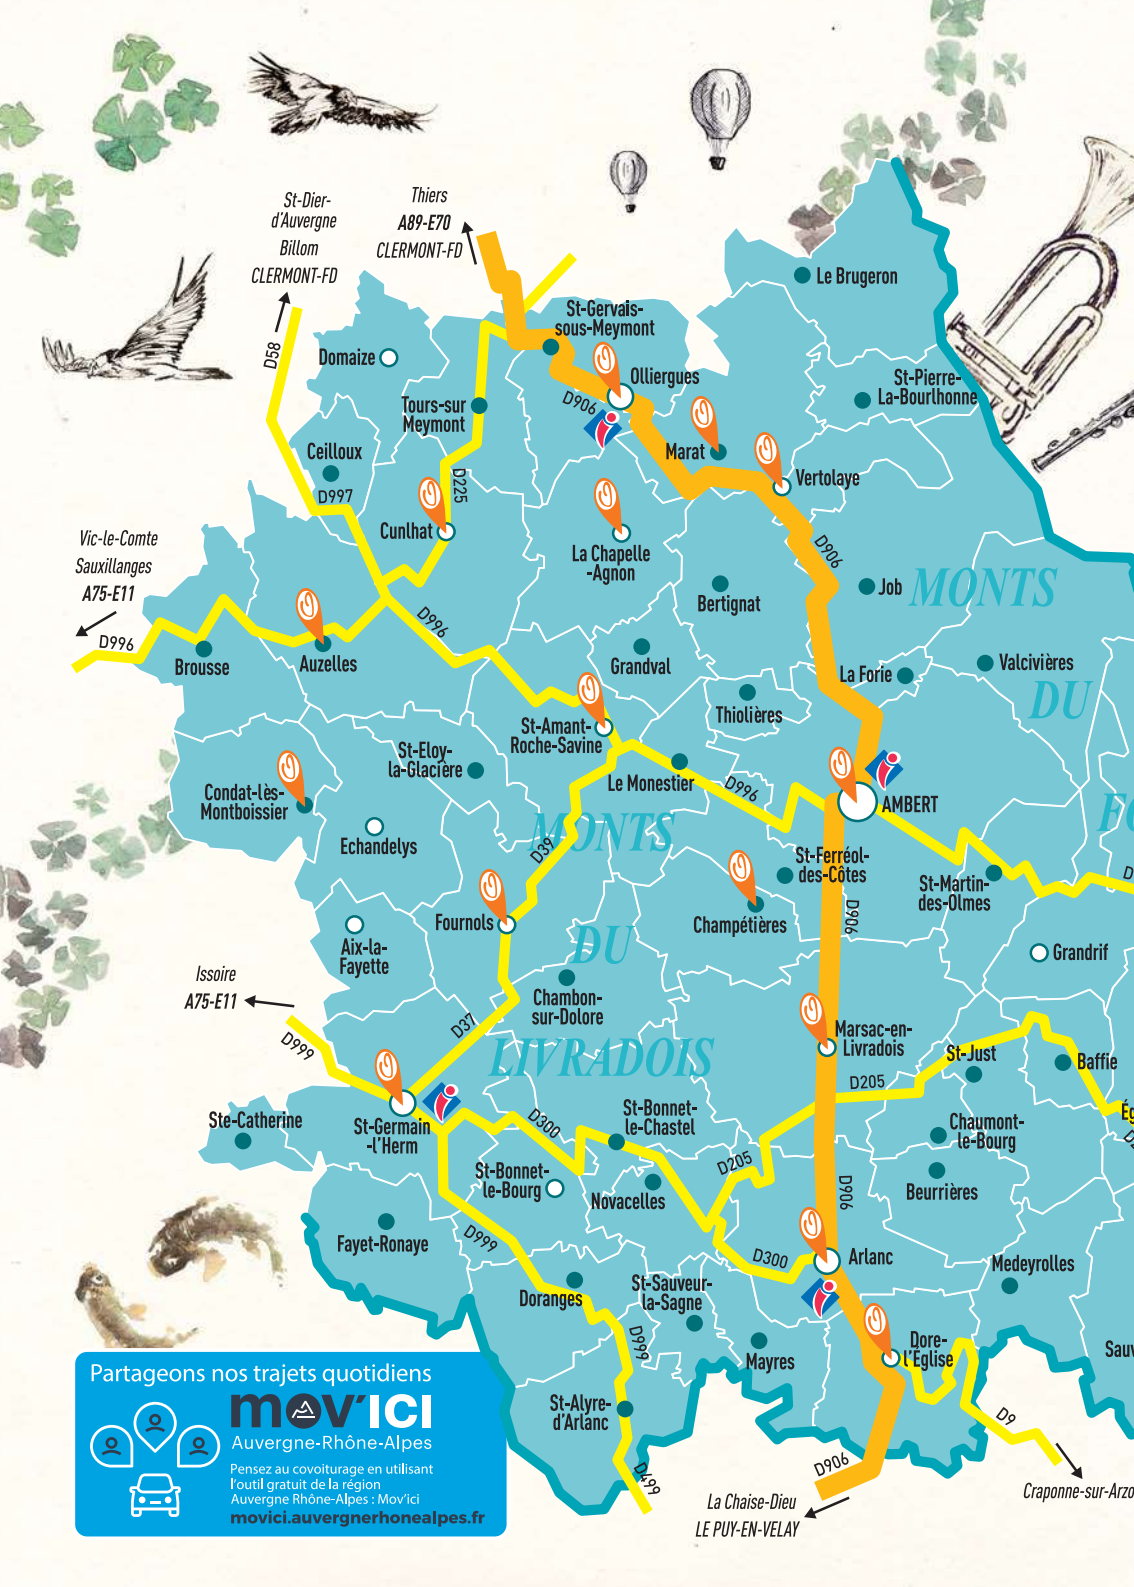 St-Dier-
d'Auvergne
Billom
CLERMONT-FD
Thiers
A89-E70
CLERMONT-FD
D58
Le Brugeron
St-Gervais-
sous-Meymont
Domaize
Olliergues
St-Pierre-
La-Bourlhonne
D906
Tours-sur
Meymont
Marat
Ceilloux
Vertolaye
D997
D225
Cunlhat
Vic-le-Comte
Sauxillanges
A75-E11
D996
La Chapelle
-Agnon
D906
Job
MONTS
Bertignat
D996
Brousse
Auzelles
Grandval
La Forie
Valcivières
DU
Thiolières
St-Amant-
Roche-Savine
St-Eloy-
la-Glacière
Le Monestier
D996
Condat-lès-
Montboissier
AMBERT
FO
MONTS
Echandelys
D39
St-Ferréol-
des-Côtes
St-Martin-
des-Olmes
D
Champétières
D906
Fournols
DU
Aix-la-
Fayette
Grandrif
Issoire
A75-E11
Chambon-
sur-Dolore
D37
D999
LIVRADOIS
Marsac-en-
Livradois
St-Just
Baffie
D205
Ste-Catherine
St-Germain
-l'Herm
D300
St-Bonnet-
le-Chastel
Chaumont-
le-Bourg
Ég
D205
St-Bonnet-
le-Bourg
Novacelles
D906
Beurrières
Fayet-Ronaye
D999
D300
Arlanc
Medeyrolles
Doranges
St-Sauveur-
la-Sagne
D999
Mayres
Dore-
l'Église
Sauv
St-Alyre-
d'Arlanc
D9
D906
D499
La Chaise-Dieu
LE PUY-EN-VELAY
Craponne-sur-Arzo
Partageons nos trajets quotidiens
mov'ici
Auvergne-Rhône-Alpes
Pensez au covoiturage en utilisant
l'outil gratuit de la région
Auvergne Rhône-Alpes : Mov'ici
movici.auvergnerhonealpes.fr